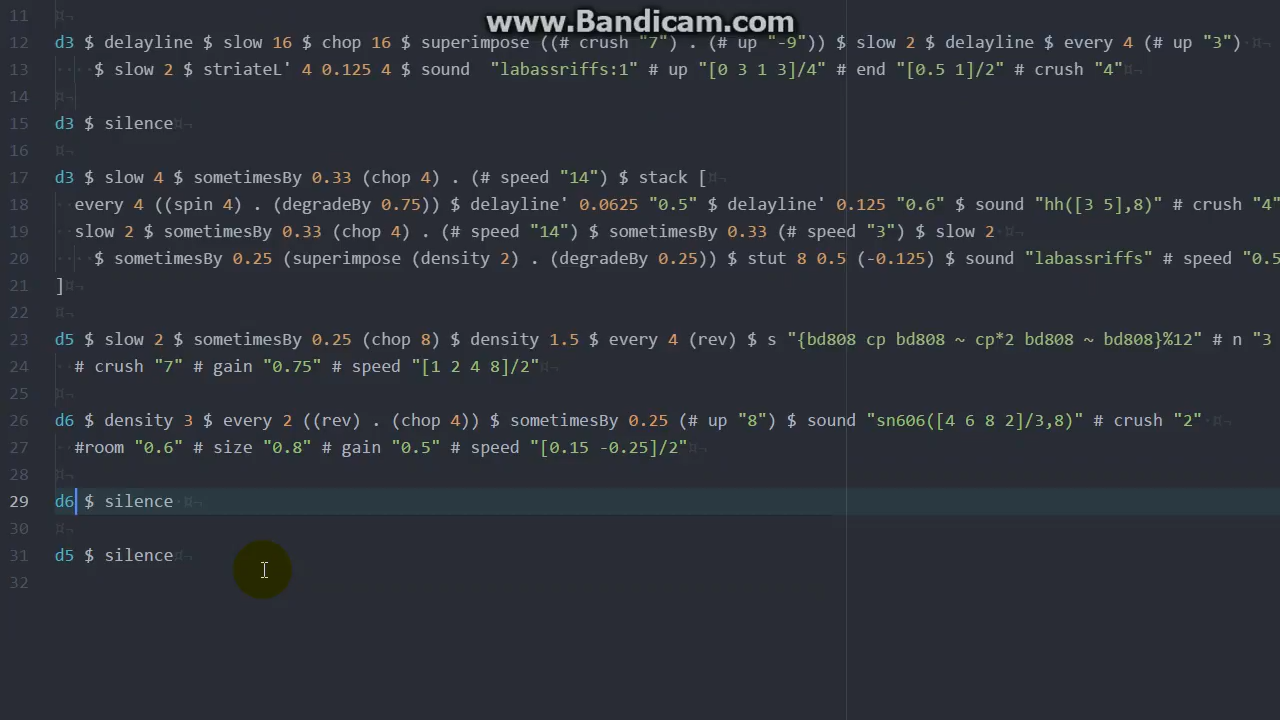 www.Bandicam.com
11
12 d3 $ delayline $ slow 16 $ chop 16 $ superimpose ((# crush "7") . (# up "-9")) $ slow 2 $ delayline $ every 4 (# up "3")
13 $ slow 2 $ striateL' 4 0.125 4 $ sound "labassriffs:1" # up "[0 3 1 3]/4" # end "[0.5 1]/2" # crush "4"
14
15 d3 $ silence
16
17 d3 $ slow 4 $ sometimesBy 0.33 (chop 4) . (# speed "14") $ stack [
18 every 4 ((spin 4) . (degradeBy 0.75)) $ delayline' 0.0625 "0.5" $ delayline' 0.125 "0.6" $ sound "hh([3 5],8)" # crush "4"
19 slow 2 $ sometimesBy 0.33 (chop 4) . (# speed "14") $ sometimesBy 0.33 (# speed "3") $ slow 2
20 $ sometimesBy 0.25 (superimpose (density 2) . (degradeBy 0.25)) $ stut 8 0.5 (-0.125) $ sound "labassriffs" # speed "0.5
21 ]
22
23 d5 $ slow 2 $ sometimesBy 0.25 (chop 8) $ density 1.5 $ every 4 (rev) $ s "{bd808 cp bd808 ~ cp*2 bd808 ~ bd808}%12" # n "3
24 # crush "7" # gain "0.75" # speed "[1 2 4 8]/2"
25
26 d6 $ density 3 $ every 2 ((rev) . (chop 4)) $ sometimesBy 0.25 (# up "8") $ sound "sn606([4 6 8 2]/3,8)" # crush "2"
27 #room "0.6" # size "0.8" # gain "0.5" # speed "[0.15 -0.25]/2"
28
29 d6 $ silence
30
31 d5 $ silence
32